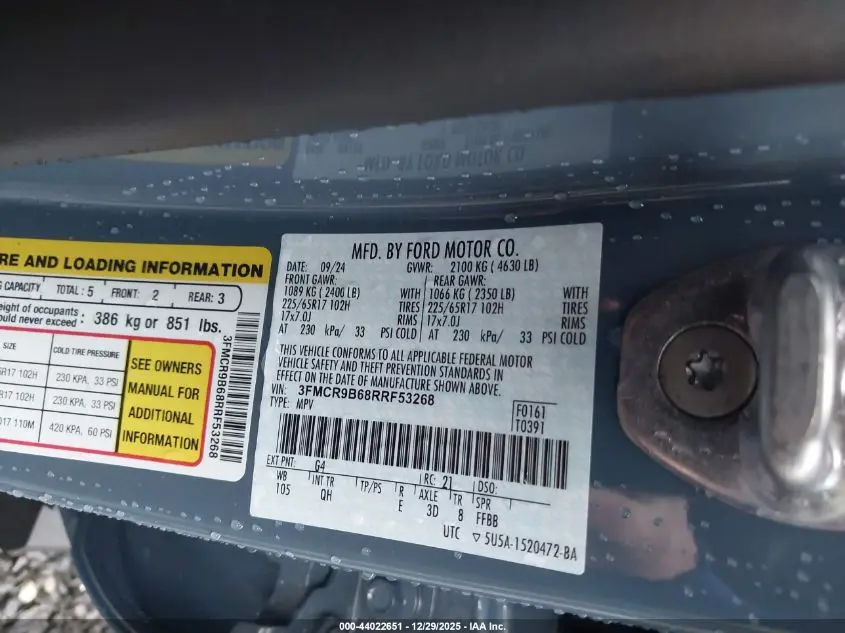 RE AND LOADING INFORMATION
G CAPACITY TOTAL: 5 FRONT: 2 REAR: 3
eight of occupants
ould never exceed : 386 kg or 851 lbs.
SIZE COLD TIRE PRESSURE
5R17 102H 230 KPA, 33 PSI
R17 102H 230 KPA, 33 PSI
017 110M 420 KPA, 60 PSI
SEE OWNERS
MANUAL FOR
ADDITIONAL
INFORMATION
3FMCR9B68RRF53268
MFD. BY FORD MOTOR CO.
DATE: 09/24 GVWR: 2100 KG ( 4630 LB)
FRONT GAWR: REAR GAWR:
1089 KG ( 2400 LB) WITH 1066 KG ( 2350 LB) WITH
225/65R17 102H TIRES 225/65R17 102H TIRES
17x7.0J RIMS 17x7.0J RIMS
AT 230 kPa/ 33 PSI COLD AT 230 kPa/ 33 PSI COLD
THIS VEHICLE CONFORMS TO ALL APPLICABLE FEDERAL MOTOR
VEHICLE SAFETY AND THEFT PREVENTION STANDARDS IN
EFFECT ON THE DATE OF MANUFACTURE SHOWN ABOVE.
VIN: 3FMCR9B68RRF53268
TYPE: MPV
F0161
T0391
EXT PNT: G4 RC: 21 DSO:
WB INT TR TP/PS R AXLE TR SPR
105 QH E 3D 8 FFBB
UTC ▽ 5U5A-1520472-BA
000-44022651 - 12/29/2025 - IAA Inc.